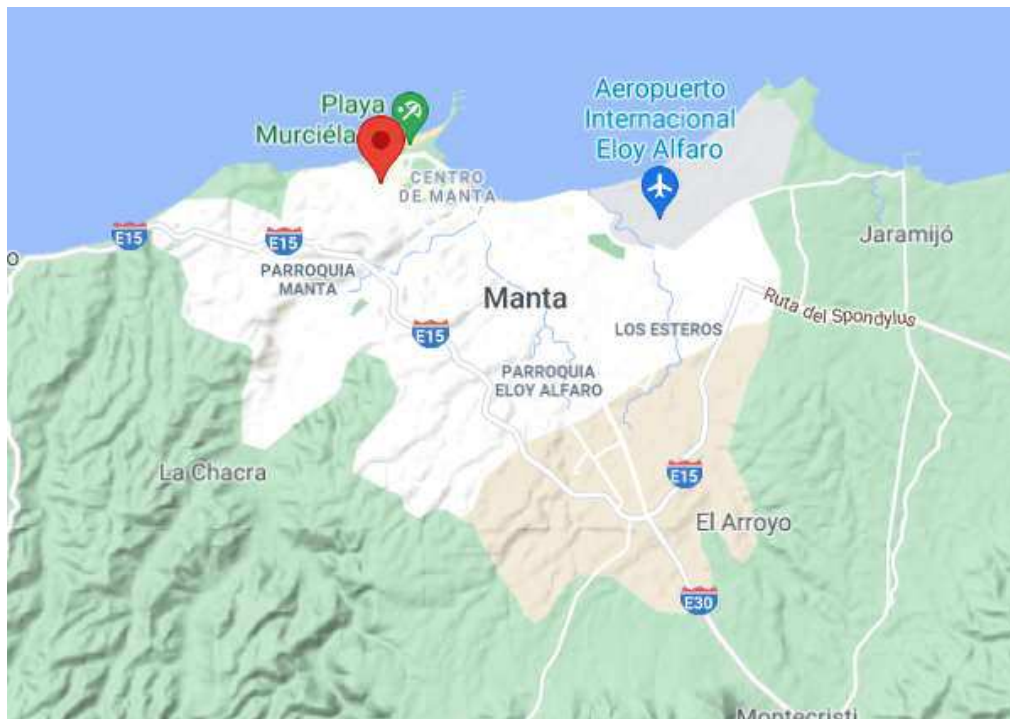 Playa
Murciéla
Aeropuerto
Internacional
Eloy Alfaro
CENTRO
DE MANTA
E15
E15
Jaramijó
o
PARROQUIA
MANTA
Manta
Ruta del Spondylus
E15
LOS ESTEROS
PARROQUIA
ELOY ALFARO
La Chacra
E15
El Arroyo
E30
Montecristi